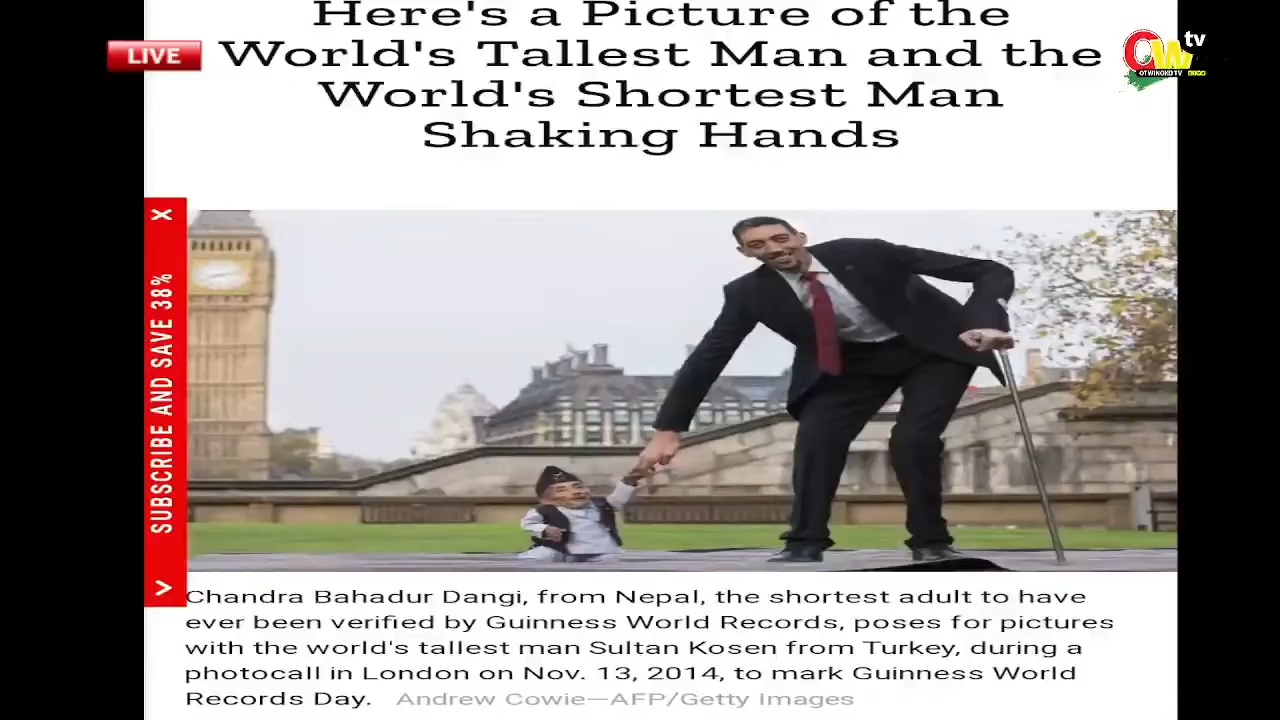 Here's a Picture of the
World's Tallest Man and the
World's Shortest Man
Shaking Hands
LIVE
OW tv
OTWINOKO TV
X
SUBSCRIBE AND SAVE 38%
>
Chandra Bahadur Dangi, from Nepal, the shortest adult to have
ever been verified by Guinness World Records, poses for pictures
with the world's tallest man Sultan Kosen from Turkey, during a
photocall in London on Nov. 13, 2014, to mark Guinness World
Records Day. Andrew Cowie—AFP/Getty Images